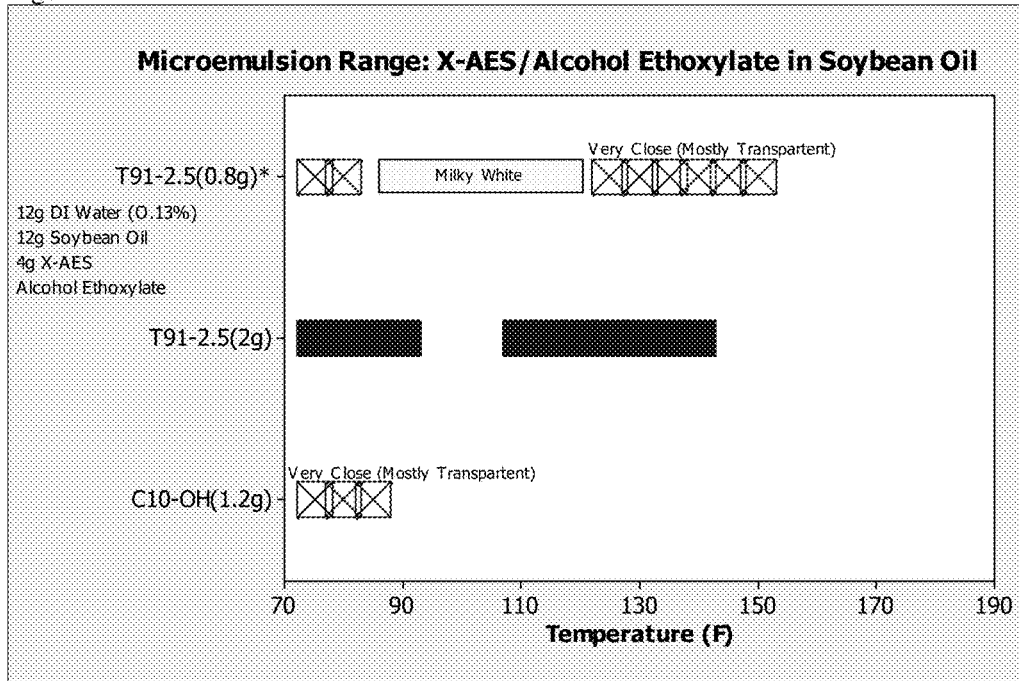 Microemulsion Range: X-AES/Alcohol Ethoxylate in Soybean Oil
Very Close (Mostly Transpartent)
T91-2.5(0.8g)*
Milky White
12g DI Water (0.13%)
12g Soybean Oil
4g X-AES
Alcohol Ethoxylate
T91-2.5(2g)
Very Close (Mostly Transpartent)
C10-OH(1.2g)
70 90 110 130 150 170 190
Temperature (F)